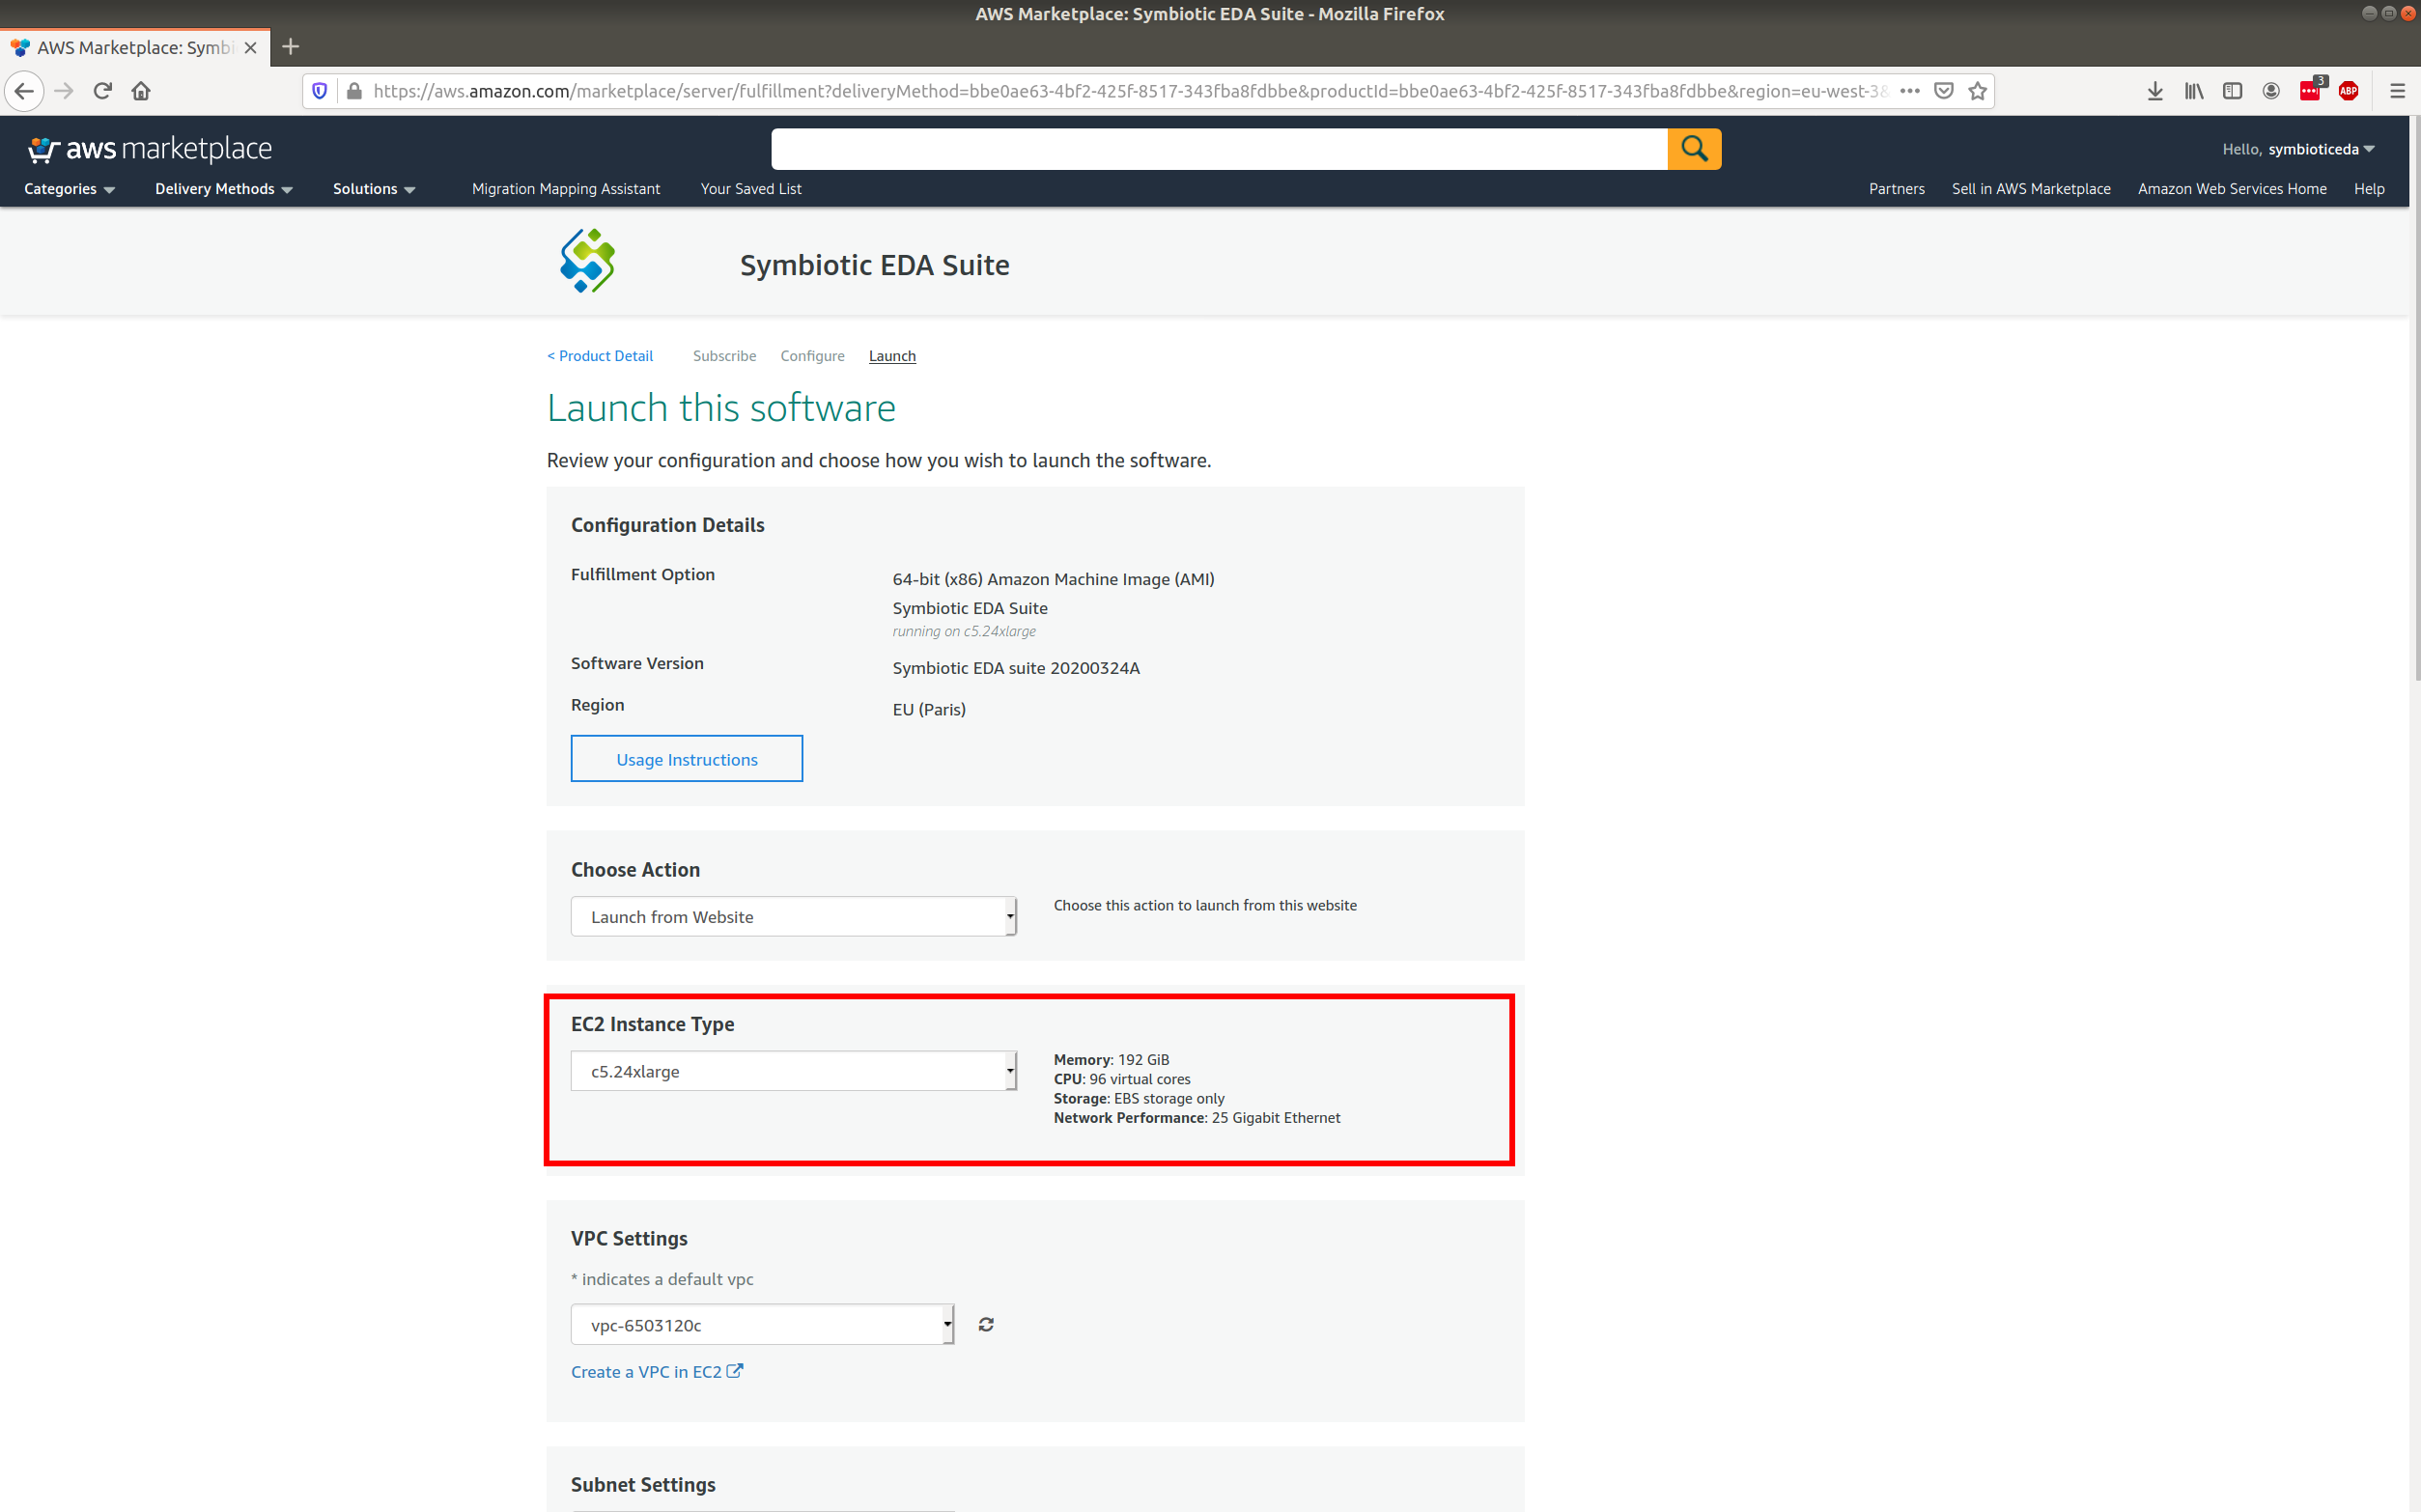 AWS Marketplace: Symbiotic EDA Suite - Mozilla Firefox
AWS Marketplace: Symbi
https://aws.amazon.com/marketplace/server/fulfillment?deliveryMethod=bbe0ae63-4bf2-425f-8517-343fba8fdbbe&productId=bbe0ae63-4bf2-425f-8517-343fba8fdbbe&region=eu-west-3&
3
ABP
aws marketplace
Hello, symbioticeda
Categories Delivery Methods Solutions Migration Mapping Assistant Your Saved List Partners Sell in AWS Marketplace Amazon Web Services Home Help
Symbiotic EDA Suite
< Product Detail Subscribe Configure Launch
Launch this software
Review your configuration and choose how you wish to launch the software.
Configuration Details
Fulfillment Option
64-bit (x86) Amazon Machine Image (AMI)
Symbiotic EDA Suite
running on c5.24xlarge
Software Version
Symbiotic EDA suite 20200324A
Region
EU (Paris)
Usage Instructions
Choose Action
Launch from Website
Choose this action to launch from this website
EC2 Instance Type
c5.24xlarge
Memory: 192 GiB
CPU: 96 virtual cores
Storage: EBS storage only
Network Performance: 25 Gigabit Ethernet
VPC Settings
* indicates a default vpc
vpc-6503120c
Create a VPC in EC2
Subnet Settings